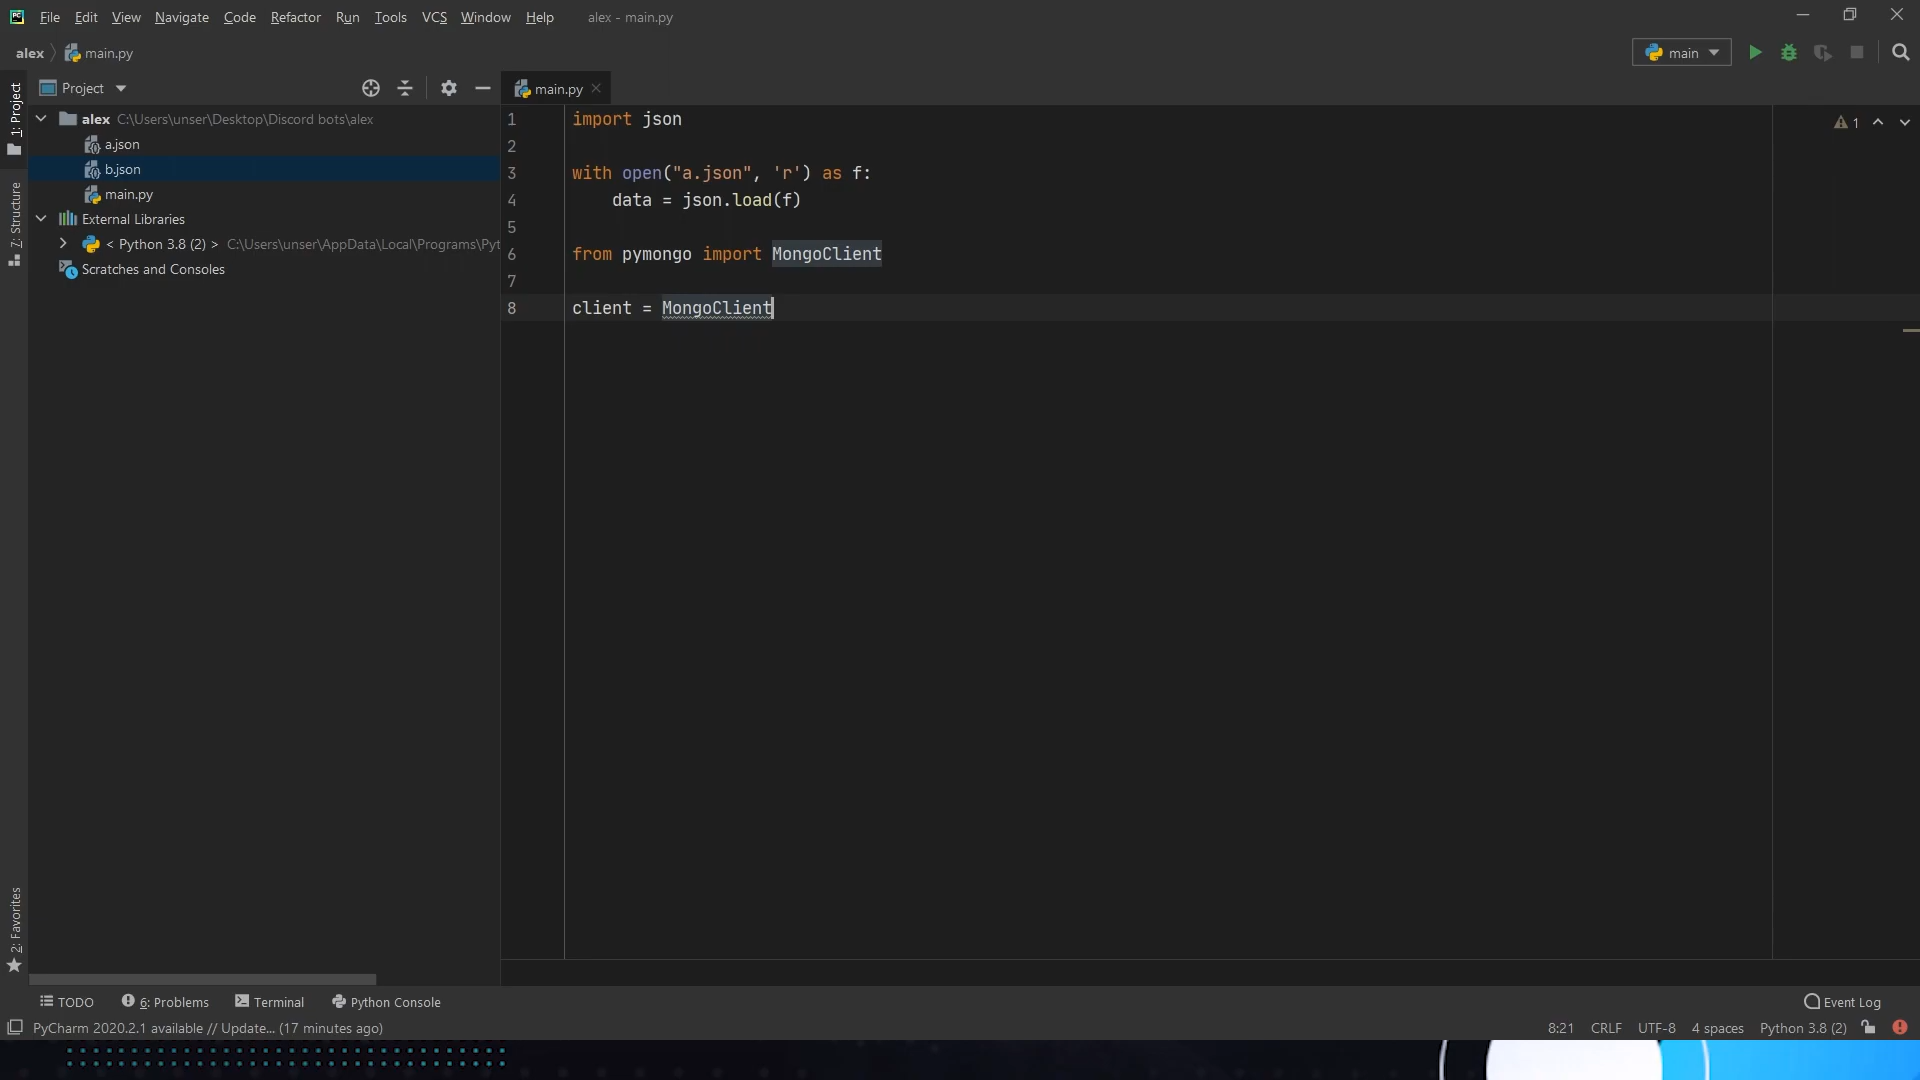 File Edit View Navigate Code Refactor Run Tools VCS Window Help alex - main.py
alex main.py
main
Project
main.py
1: Project
7: Structure
2: Favorites
alex C:\Users\unser\Desktop\Discord bots\alex
a.json
b.json
main.py
External Libraries
< Python 3.8 (2) > C:\Users\unser\AppData\Local\Programs\Pyt
Scratches and Consoles
1 import json
2
3 with open("a.json", 'r') as f:
4 data = json.load(f)
5
6 from pymongo import MongoClient
7
8 client = MongoClient
1
TODO 6: Problems Terminal Python Console Event Log
PyCharm 2020.2.1 available // Update... (17 minutes ago) 8:21 CRLF UTF-8 4 spaces Python 3.8 (2)